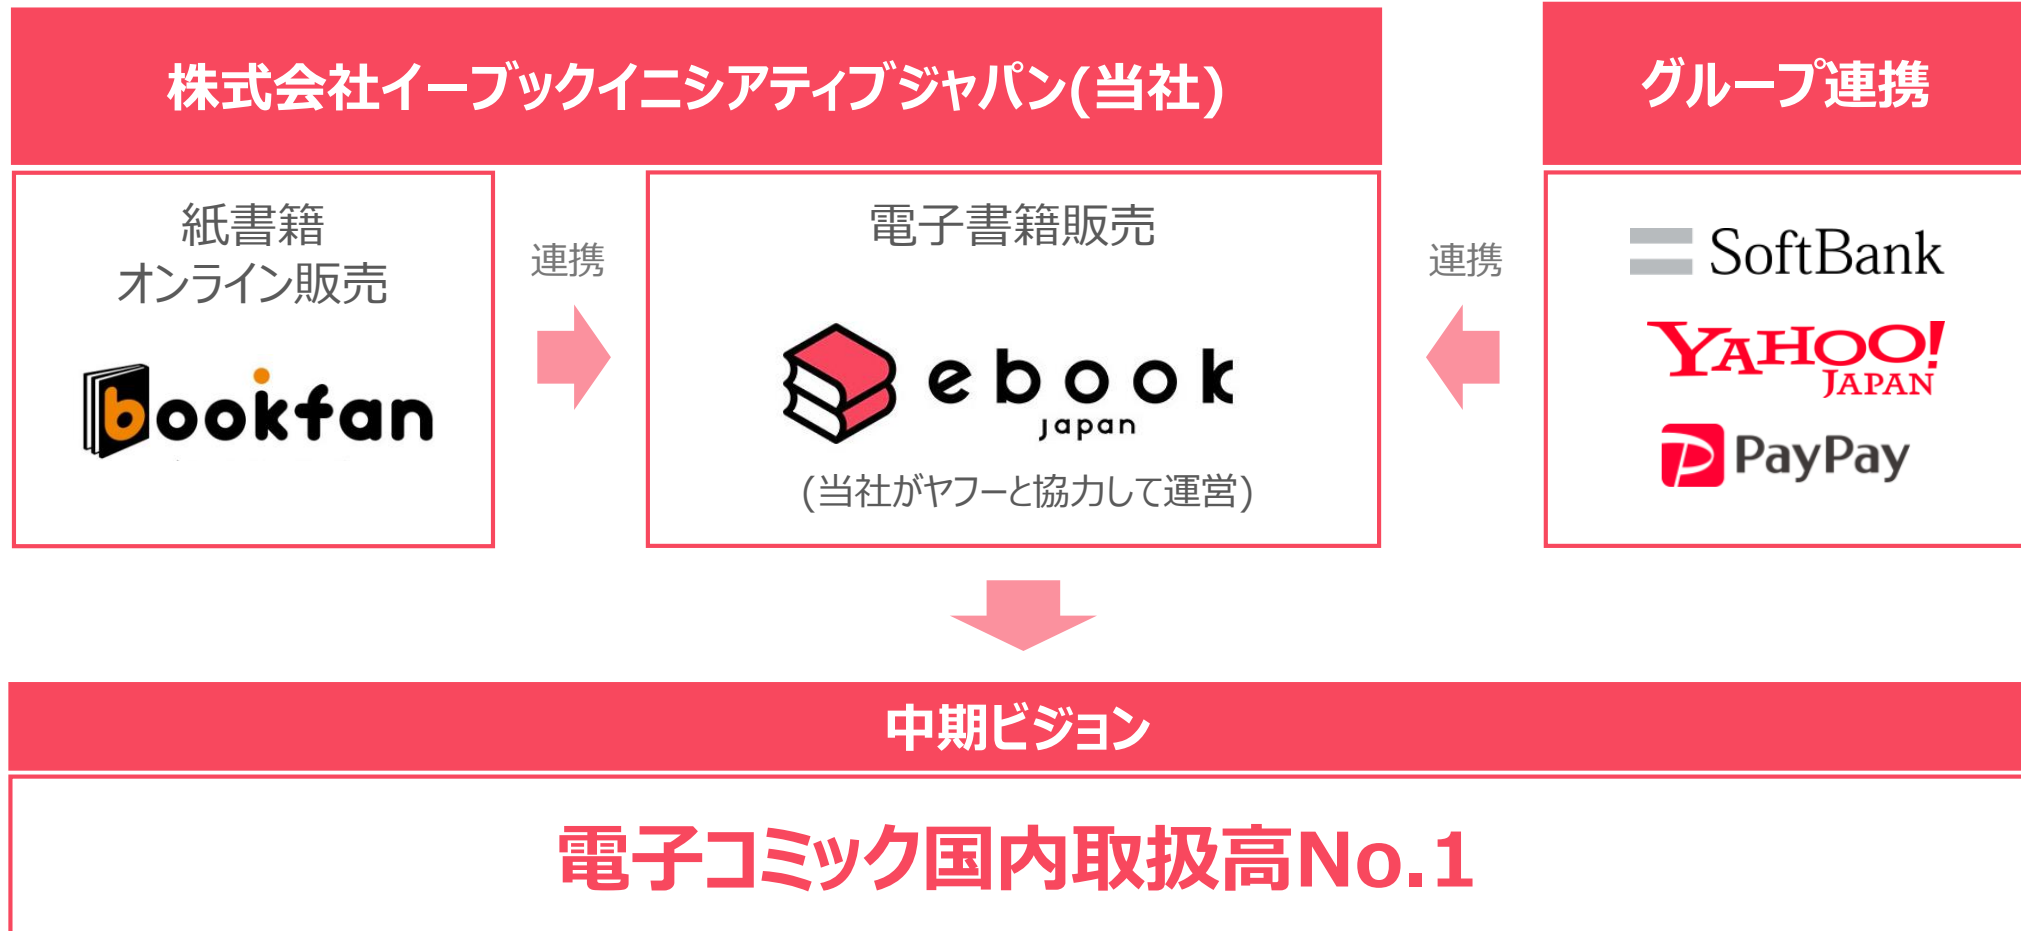 株式会社イーブックイニシアティブジャパン(当社)
グループ連携
紙書籍
オンライン販売
bookfan
連携
電子書籍販売
ebook
japan
(当社がヤフーと協力して運営)
連携
SoftBank
YAHOO!
JAPAN
PayPay
中期ビジョン
電子コミック国内取扱高No.1